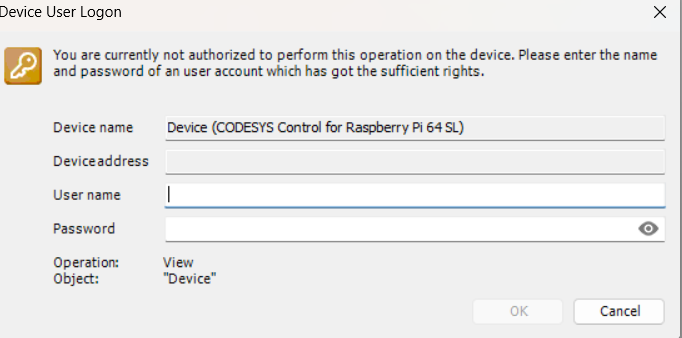 Device User Logon
You are currently not authorized to perform this operation on the device. Please enter the name
and password of an user account which has got the sufficient rights.
Device name Device (CODESYS Control for Raspberry Pi 64 SL)
Device address
User name
Password
Operation: View
Object: "Device"
OK Cancel